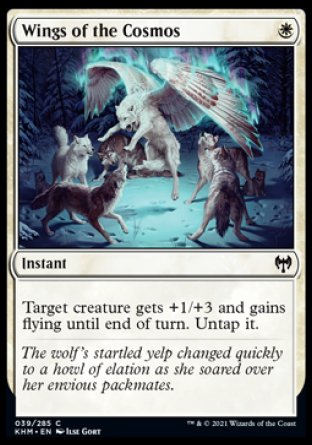 Wings of the Cosmos
Instant
Target creature gets +1/+3 and gains
flying until end of turn. Untap it.
The wolf's startled yelp changed quickly
to a howl of elation as she soared over
her envious packmates.
039/285 C
KHM • EN ILSE GORT
™ & © 2021 Wizards of the Coast